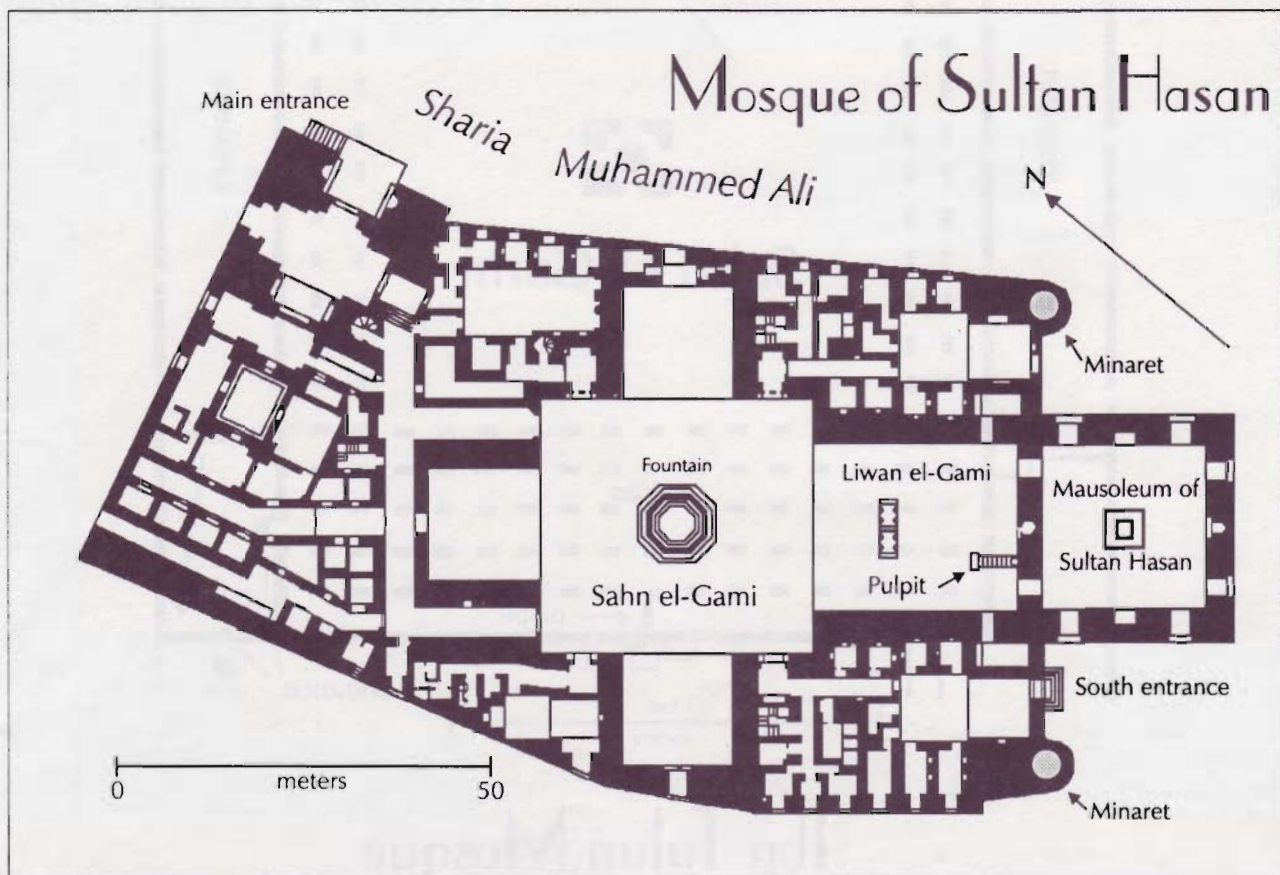 Mosque of Sultan Hasan
Main entrance
Sharia
Muhammed Ali
N
Minaret
Fountain
Liwan el-Gami
Mausoleum of
Sultan Hasan
Pulpit
Sahn el-Gami
South entrance
0
meters
50
Minaret